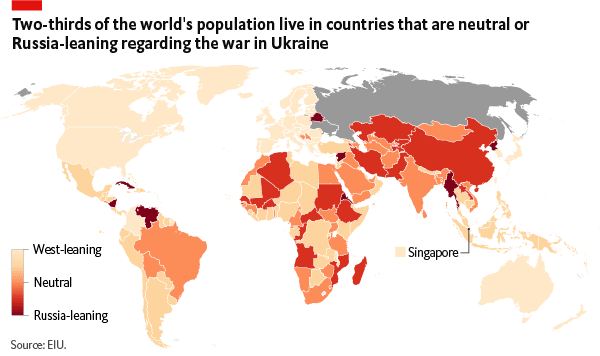 Two-thirds of the world's population live in countries that are neutral or
Russia-leaning regarding the war in Ukraine
West-leaning
Neutral
Russia-leaning
Singapore
Source: EIU.